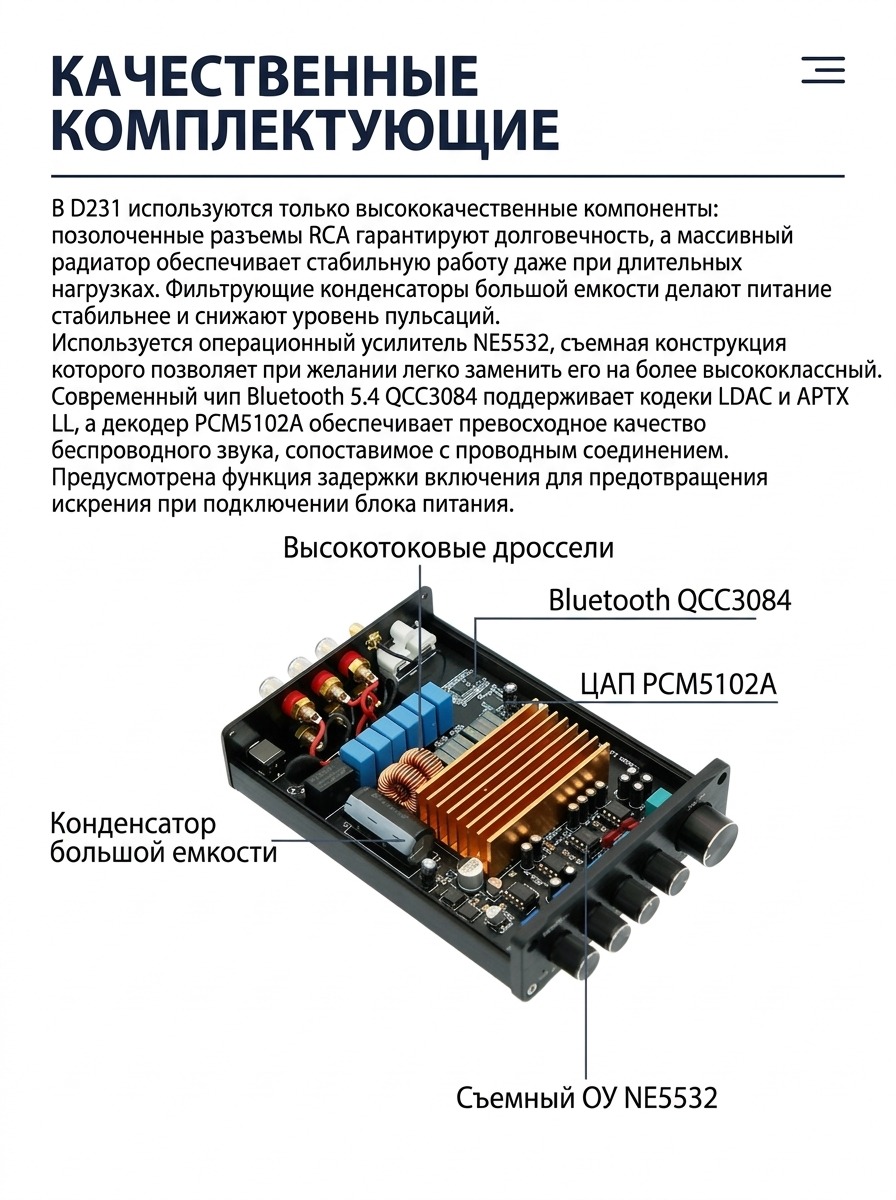 КАЧЕСТВЕННЫЕ
КОМПЛЕКТУЮЩИЕ
В D231 используются только высококачественные компоненты:
позолоченные разъемы RCA гарантируют долговечность, а массивный
радиатор обеспечивает стабильную работу даже при длительных
нагрузках. Фильтрующие конденсаторы большой емкости делают питание
стабильнее и снижают уровень пульсаций.
Используется операционный усилитель NE5532, съемная конструкция
которого позволяет при желании легко заменить его на более высококлассный.
Современный чип Bluetooth 5.4 QCC3084 поддерживает кодеки LDAC и APTX
LL, а декодер PCM5102A обеспечивает превосходное качество
беспроводного звука, сопоставимое с проводным соединением.
Предусмотрена функция задержки включения для предотвращения
искрения при подключении блока питания.
Высокотоковые дроссели
Bluetooth QCC3084
ЦАП PCM5102A
Конденсатор
большой емкости
Съемный ОУ NE5532